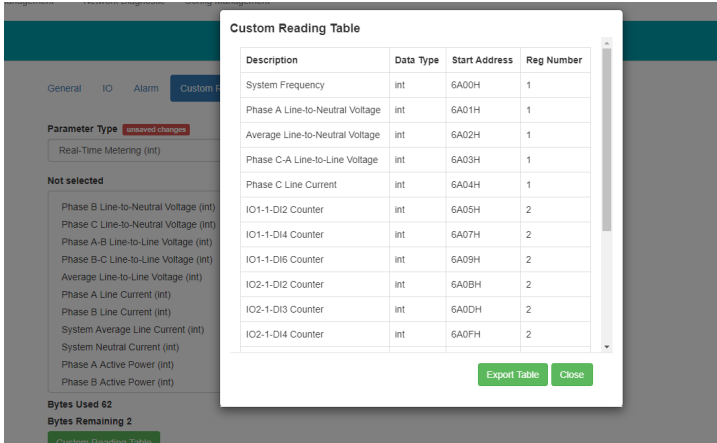 Network Diagnostic
Custom Reading Table
Description Data Type Start Address Reg Number
System Frequency int 6A00H 1
Phase A Line-to-Neutral Voltage int 6A01H 1
Average Line-to-Neutral Voltage int 6A02H 1
Phase C-A Line-to-Line Voltage int 6A03H 1
Phase C Line Current int 6A04H 1
IO1-1-DI2 Counter int 6A05H 2
IO1-1-DI4 Counter int 6A07H 2
IO1-1-DI6 Counter int 6A09H 2
IO2-1-DI2 Counter int 6A0BH 2
IO2-1-DI3 Counter int 6A0DH 2
IO2-1-DI4 Counter int 6A0FH 2
Export Table Close
General IO Alarm Custom R
Parameter Type unsaved changes
Real-Time Metering (int)
Not selected
Phase B Line-to-Neutral Voltage (int)
Phase C Line-to-Neutral Voltage (int)
Phase A-B Line-to-Line Voltage (int)
Phase B-C Line-to-Line Voltage (int)
Average Line-to-Line Voltage (int)
Phase A Line Current (int)
Phase B Line Current (int)
System Average Line Current (int)
System Neutral Current (int)
Phase A Active Power (int)
Phase B Active Power (int)
Bytes Used 62
Bytes Remaining 2
Custom Reading Table